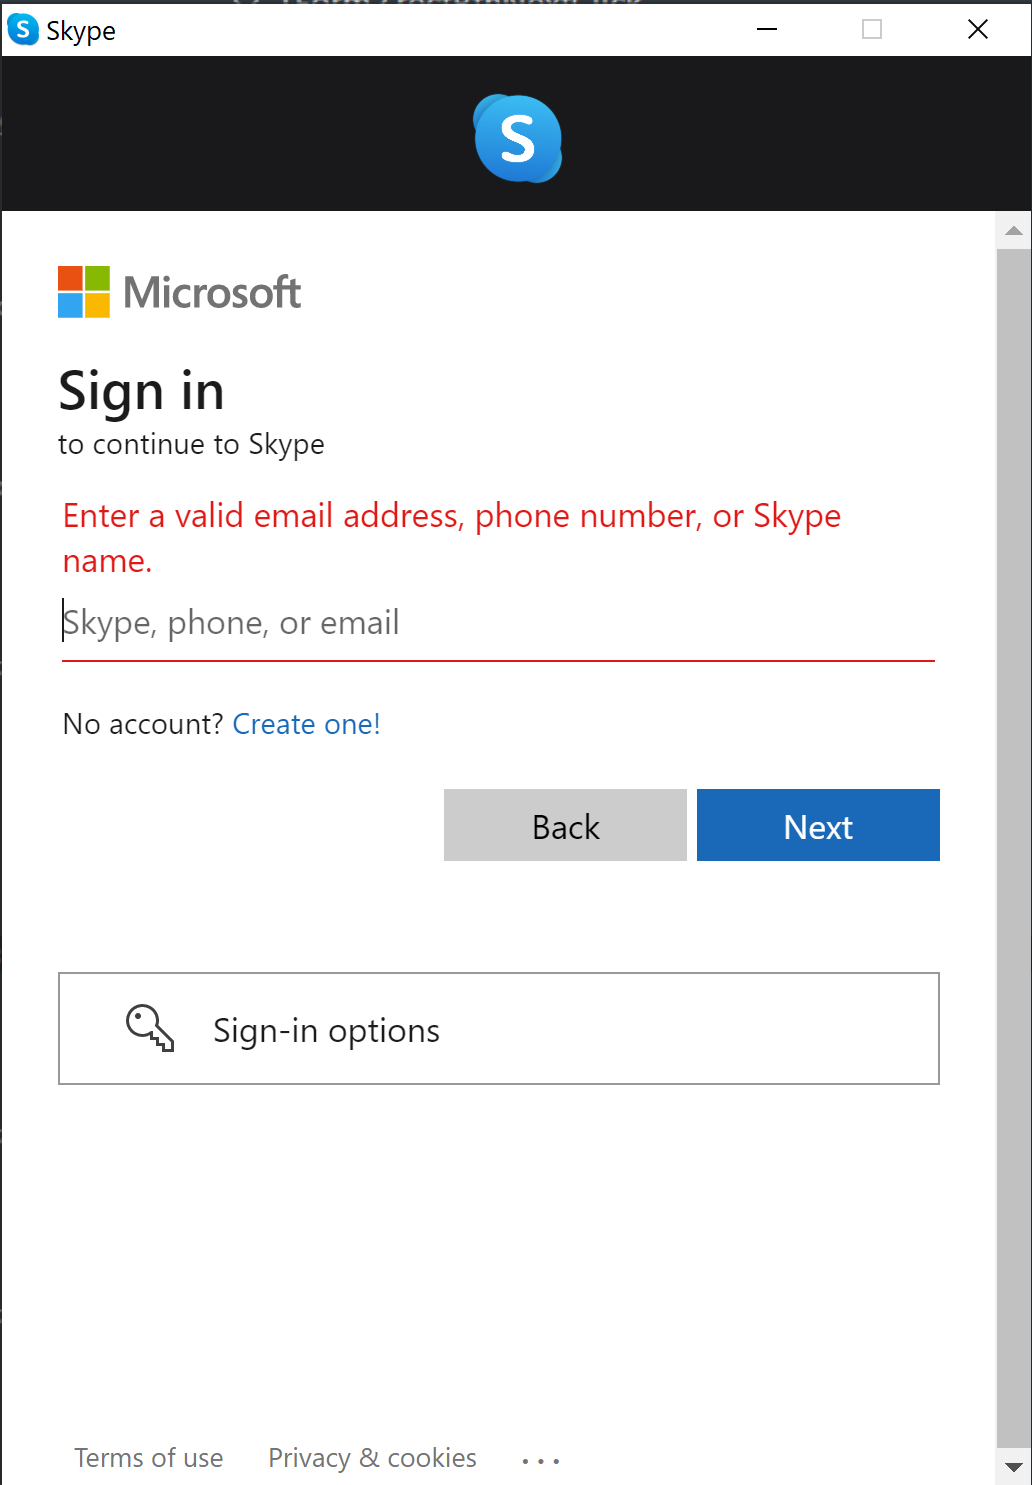 Skype
S
Microsoft
Sign in
to continue to Skype
Enter a valid email address, phone number, or Skype
name.
Skype, phone, or email
No account? Create one!
Back Next
Sign-in options
Terms of use Privacy & cookies ...